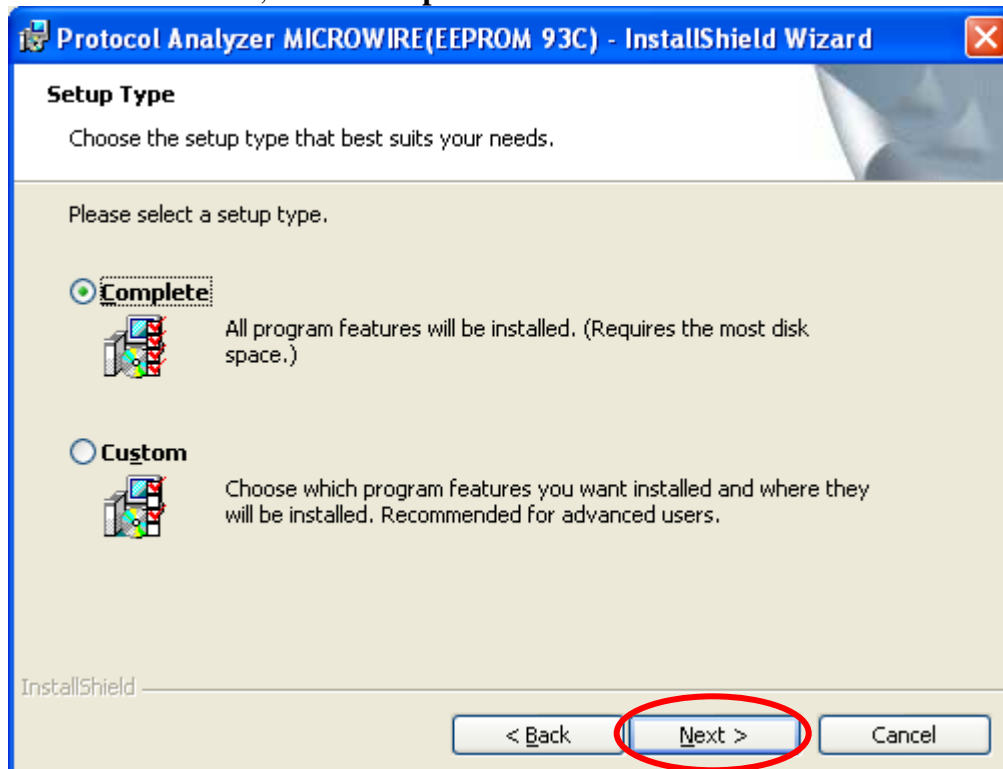 Protocol Analyzer MICROWIRE(EEPROM 93C) - InstallShield Wizard
Setup Type
Choose the setup type that best suits your needs.
Please select a setup type.
Complete
All program features will be installed. (Requires the most disk
space.)
Custom
Choose which program features you want installed and where they
will be installed. Recommended for advanced users.
InstallShield
< Back Next > Cancel